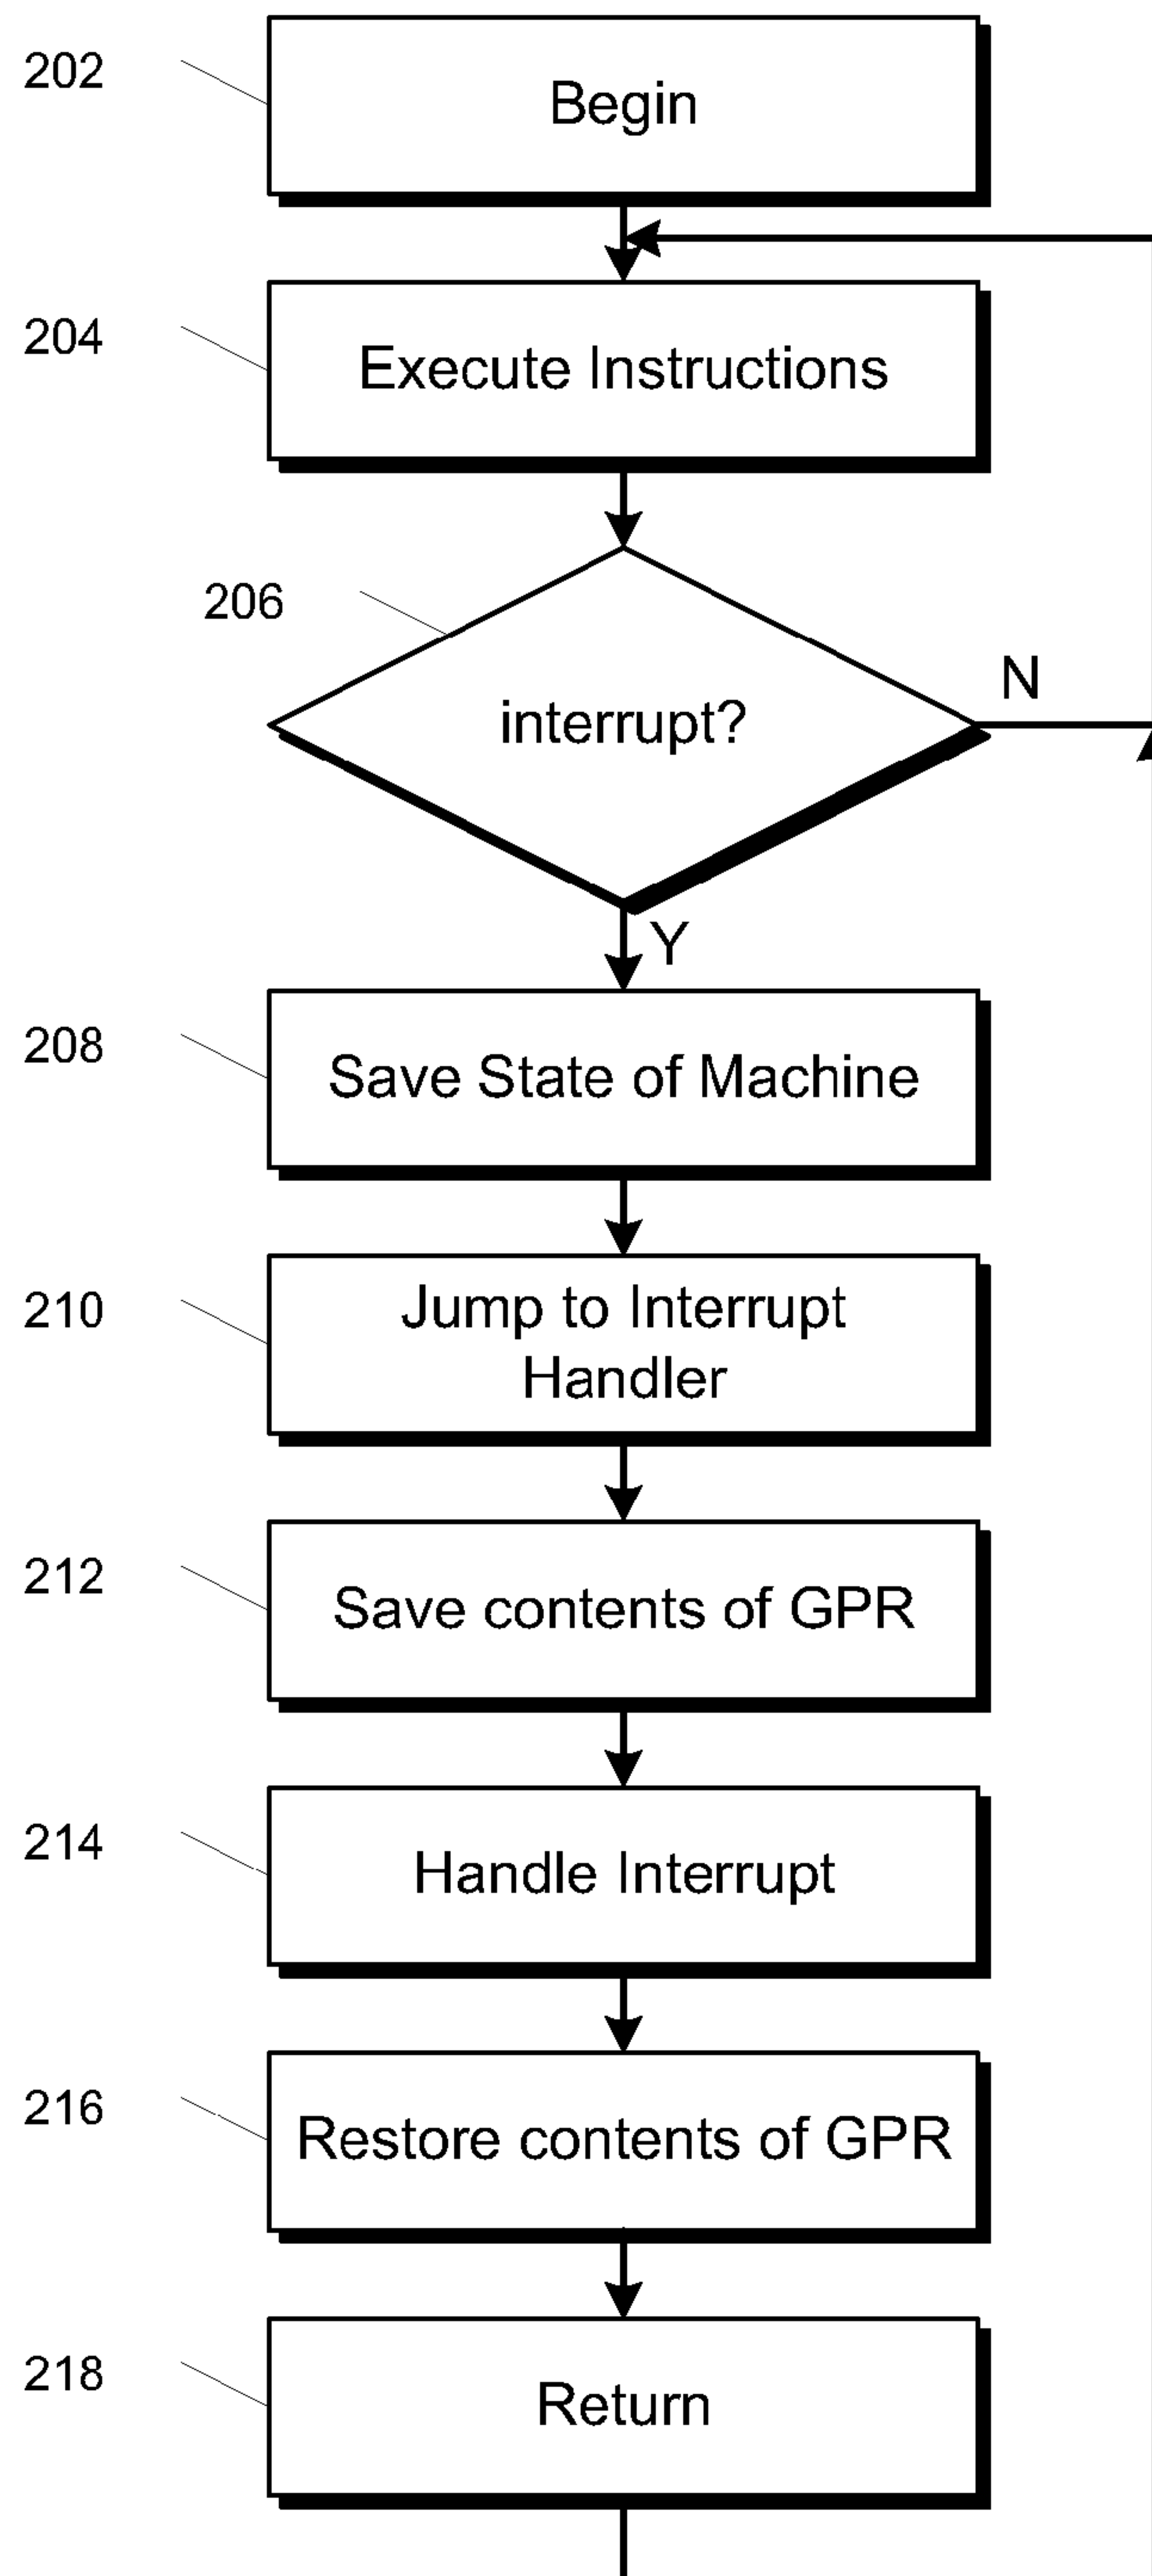 202
Begin
204
Execute Instructions
206
interrupt?
N
Y
208
Save State of Machine
210
Jump to Interrupt
Handler
212
Save contents of GPR
214
Handle Interrupt
216
Restore contents of GPR
218
Return